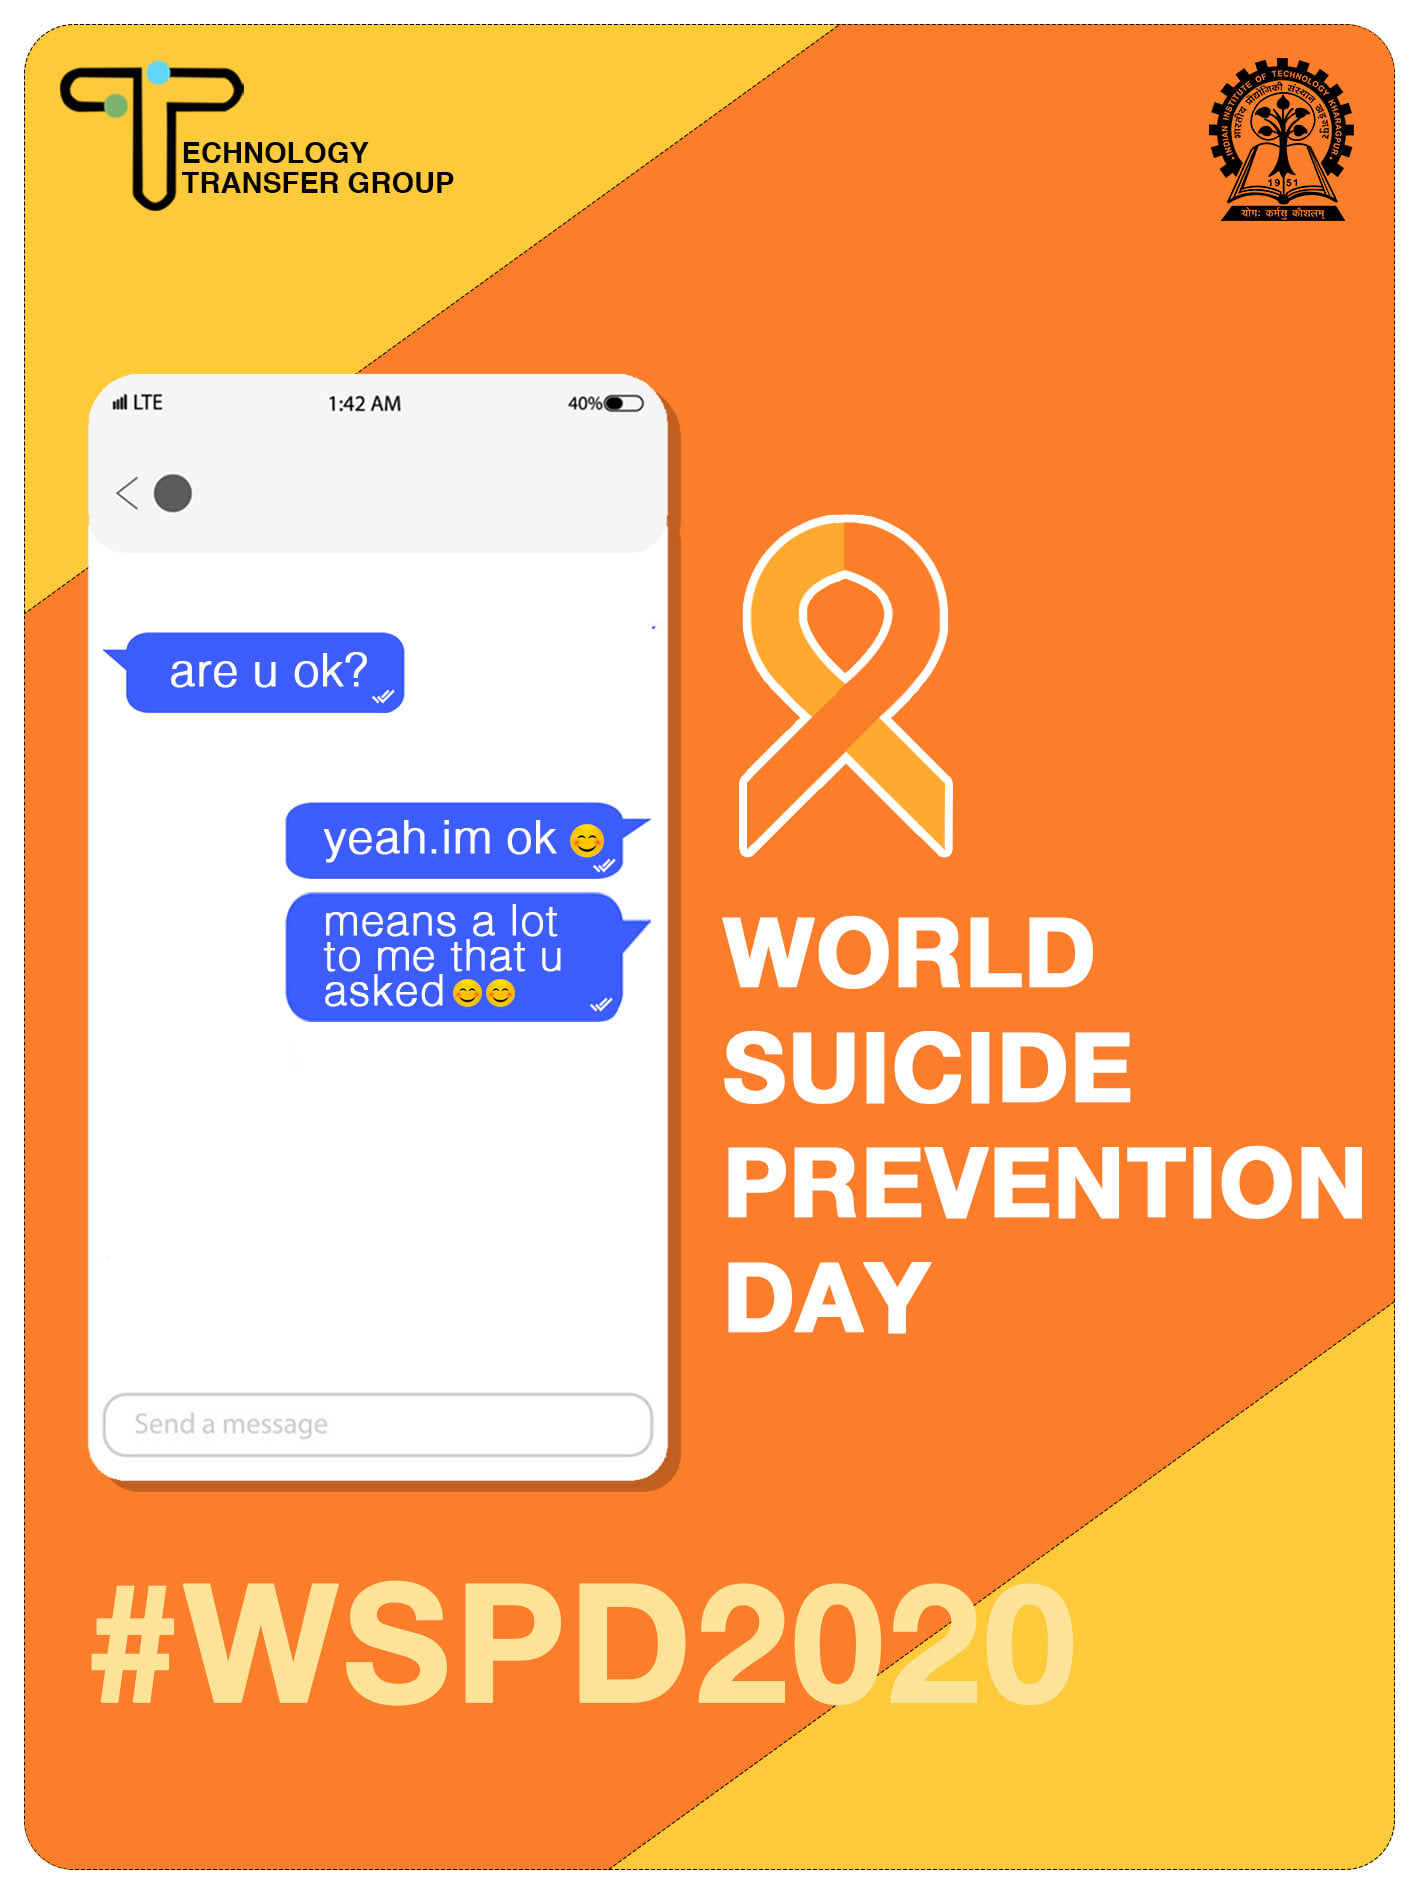 ECHNOLOGY
TRANSFER GROUP
INDIAN INSTITUTE OF TECHNOLOGY KHARAGPUR
भारतीय प्रौद्योगिकी संस्थान खड़गपुर
1951
योगः कर्मसु कौशलम्
LTE
1:42 AM
40%
are u ok?
yeah.im ok 😊
means a lot
to me that u
asked😊😊
Send a message
WORLD
SUICIDE
PREVENTION
DAY
#WSPD2020